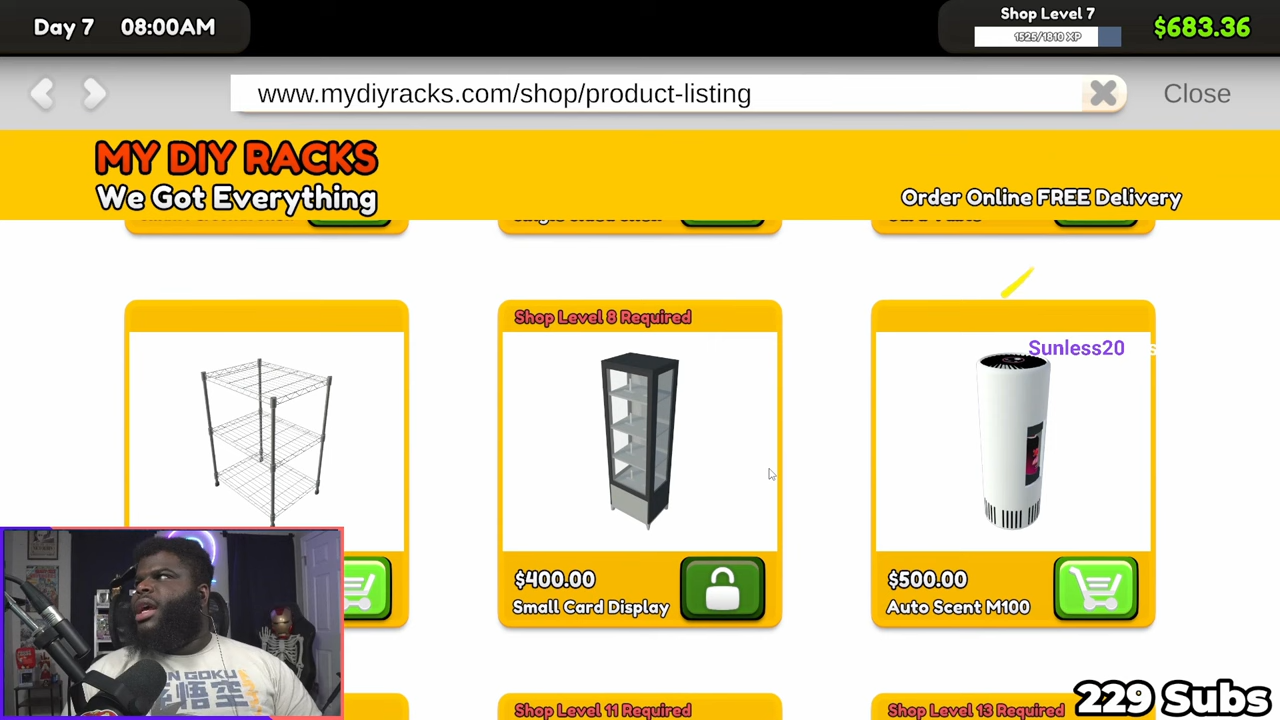 Day 7 08:00AM
Shop Level 7
1525/1810 XP
$683.36
www.mydiyracks.com/shop/product-listing
Close
MY DIY RACKS
We Got Everything
Order Online FREE Delivery
Shop Level 8 Required
Sunless20
$400.00
Small Card Display
$500.00
Auto Scent M100
Shop Level 11 Required
Shop Level 13 Required
229 Subs